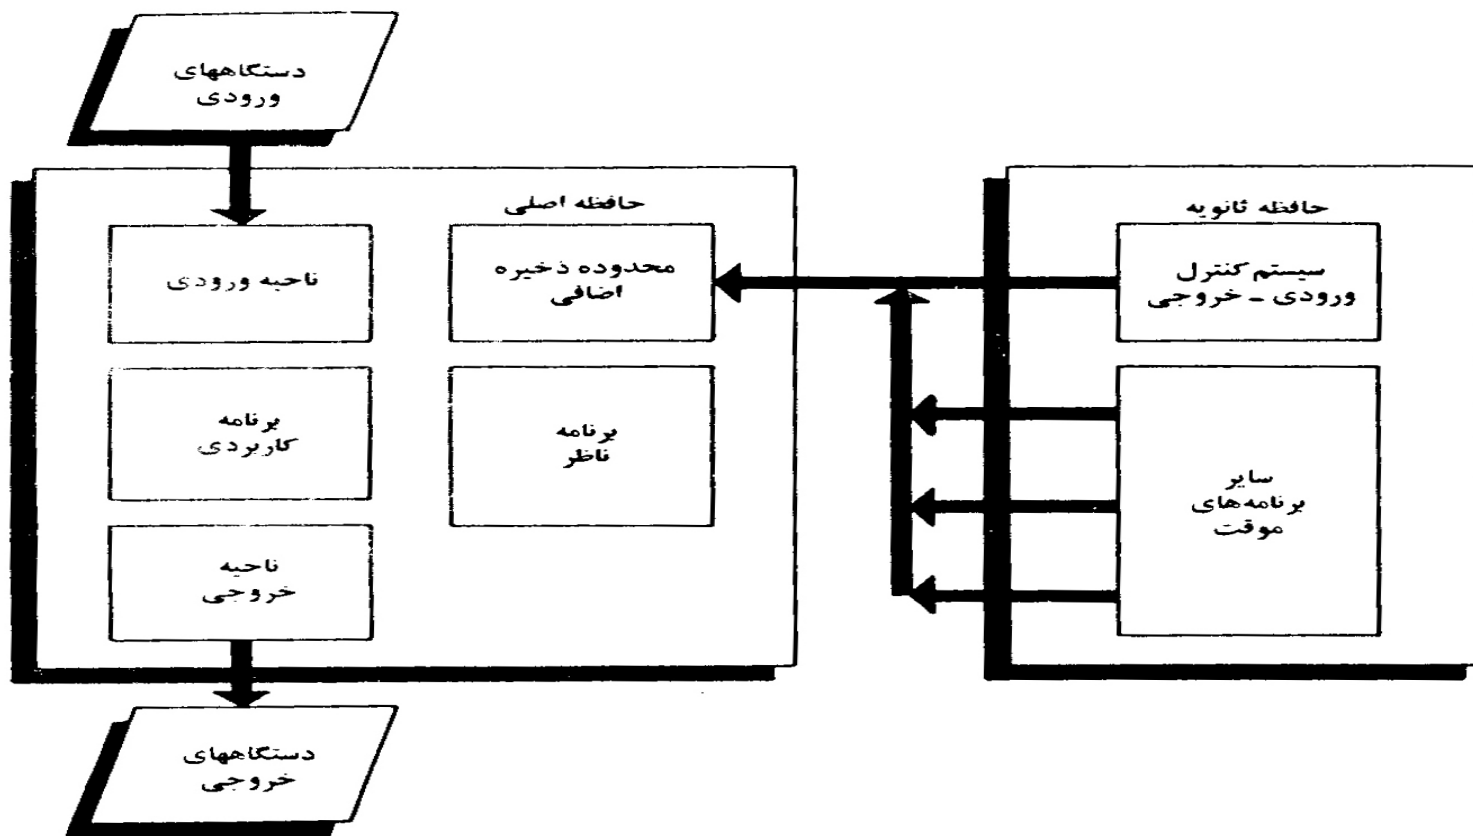 دستگاههای
ورودی
حافظه اصلی
حافظه ثانویه
ناحیه ورودی
محدوده ذخیره
اضافی
سیستم کنترل
ورودی - خروجی
برنامه
کاربردی
برنامه
ناظر
سایر
برنامه‌های
موقت
ناحیه
خروجی
دستگاههای
خروجی